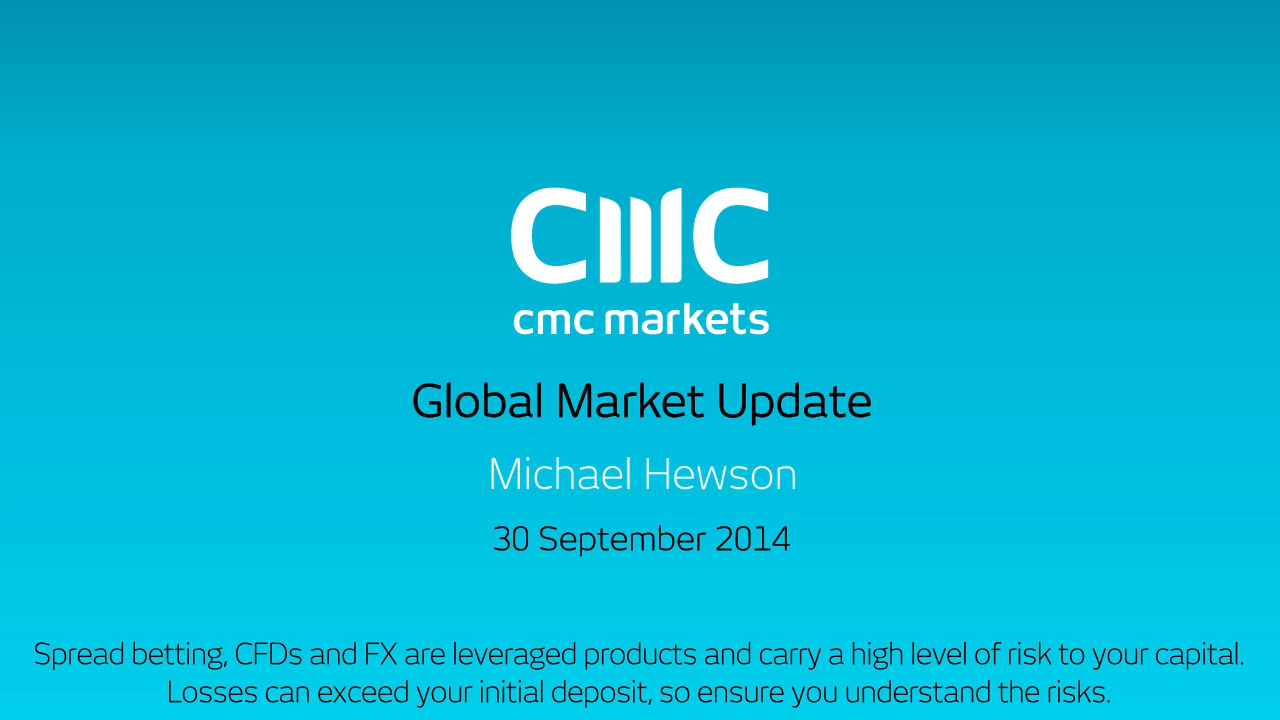 CMC
cmc markets
Global Market Update
Michael Hewson
30 September 2014
Spread betting, CFDs and FX are leveraged products and carry a high level of risk to your capital.
Losses can exceed your initial deposit, so ensure you understand the risks.